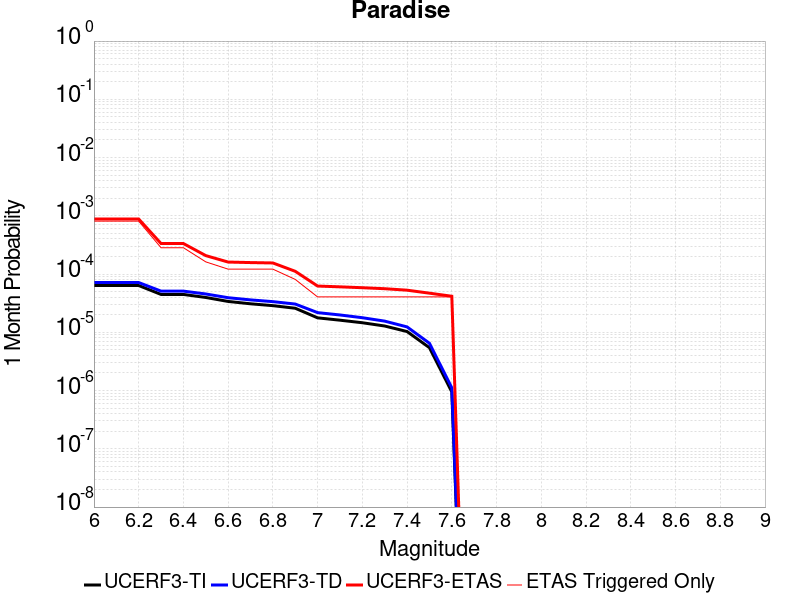 Paradise
10^0
10^-1
10^-2
10^-3
10^-4
10^-5
10^-6
10^-7
10^-8
1 Month Probability
6 6.2 6.4 6.6 6.8 7 7.2 7.4 7.6 7.8 8 8.2 8.4 8.6 8.8 9
Magnitude
UCERF3-TI UCERF3-TD UCERF3-ETAS ETAS Triggered Only